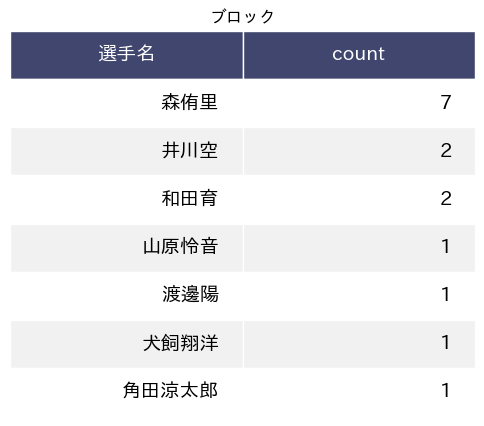 ブロック
選手名 count
森侑里 7
井川空 2
和田育 2
山原怜音 1
渡邊陽 1
犬飼翔洋 1
角田涼太郎 1